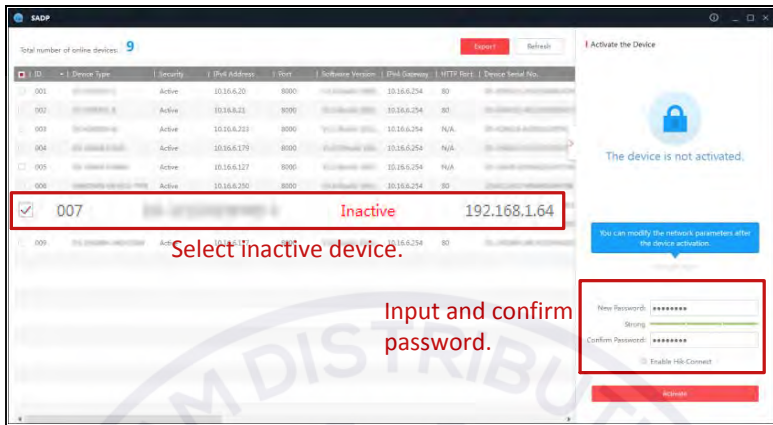 SADP
Total number of online devices: 9
Export
Refresh
ID
Device Type
Security
IPv4 Address
Port
Software Version
IPv4 Gateway
HTTP Port
Device Serial No.
001 Active 10.16.6.20 8000 10.16.6.254 80
002 Active 10.16.6.21 8000 10.16.6.254 80
003 Active 10.16.6.213 8000 10.16.6.254 N/A
004 Active 10.16.6.179 8000 10.16.6.254 N/A
005 Active 10.16.6.127 8000 10.16.6.254 N/A
006 Active 10.16.6.250 8000 10.16.6.254 80
007 Inactive 192.168.1.64
009 Active 8000 10.16.6.254 80
Select inactive device.
Input and confirm
password.
Activate the Device
The device is not activated.
You can modify the network parameters after
the device activation.
New Password:
Strong
Confirm Password:
Enable Hik-Connect
Activate
AM DISTRIBUT